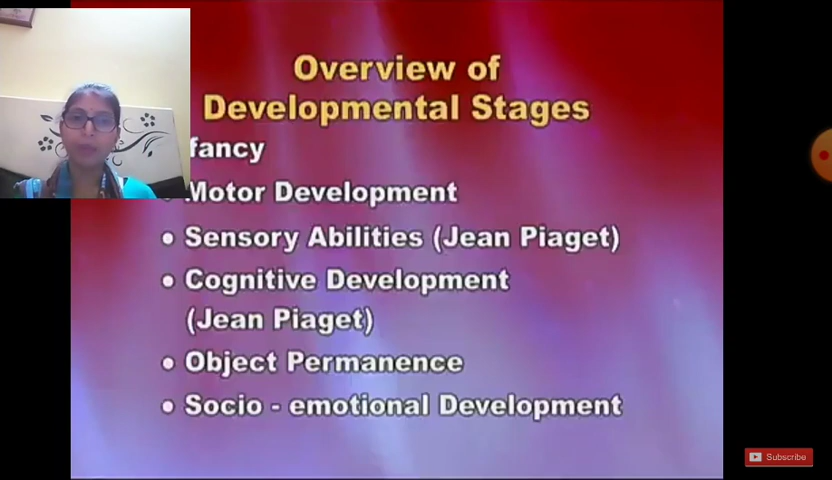 Overview of
Developmental Stages
fancy
• Motor Development
• Sensory Abilities (Jean Piaget)
• Cognitive Development
(Jean Piaget)
• Object Permanence
• Socio - emotional Development
Subscribe